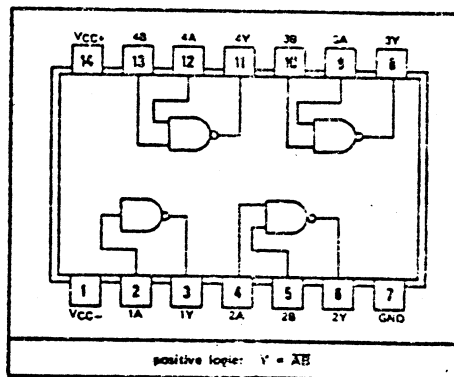 VCC+ 4B 4A 4Y 3B 3A 3Y
14 13 12 11 10 9 8
1 2 3 4 5 6 7
VCC- 1A 1Y 2A 2B 2Y GND
positive logic: Y = A̅B̅